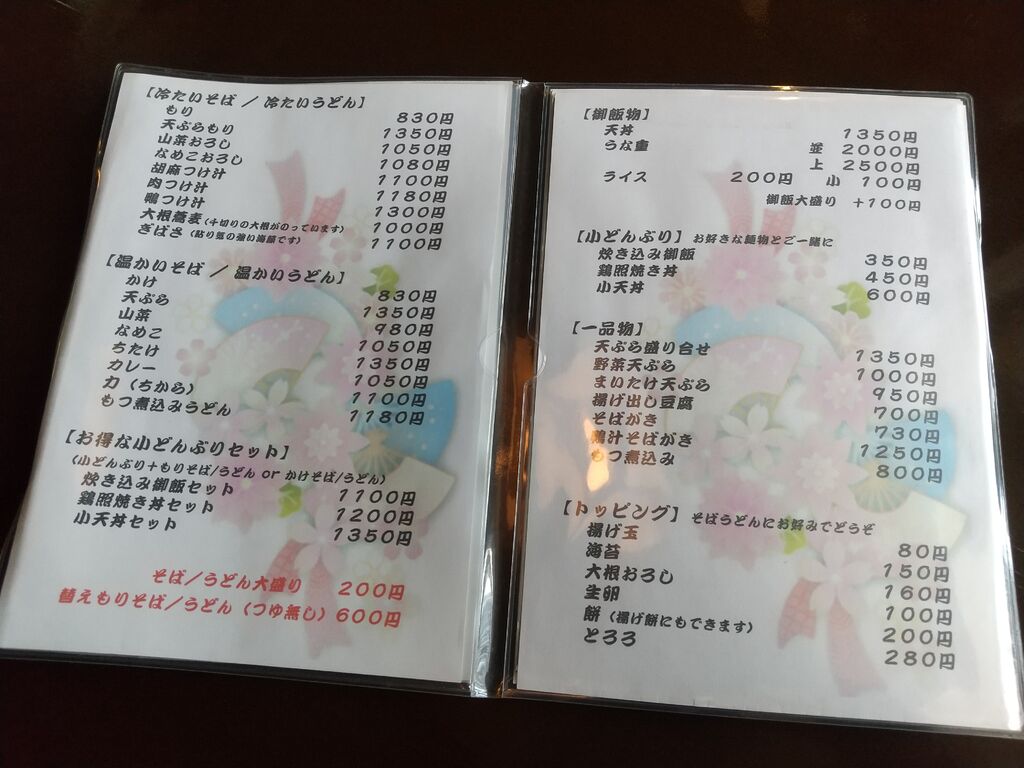 【冷たいそば / 冷たいうどん】
もり 830円
天ぷらもり 1350円
山菜おろし 1050円
なめこおろし 1080円
胡麻つけ汁 1100円
肉つけ汁 1180円
鴨つけ汁 1300円
大根蕎麦(千切りの大根がのっています) 1000円
ぎばさ(粘り気の強い海藻です) 1100円
【温かいそば / 温かいうどん】
かけ 830円
天ぷら 1350円
山菜 980円
なめこ 1050円
ちたけ 1350円
カレー 1050円
力(ちから) 1100円
もつ煮込みうどん 1180円
【お得な小どんぶりセット】
(小どんぶり+もりそば/うどん or かけそば/うどん)
炊き込み御飯セット 1100円
鶏照焼き丼セット 1200円
小天丼セット 1350円
そば/うどん大盛り 200円
替えもりそば/うどん(つゆ無し) 600円
【御飯物】
天丼 1350円
うな重 並 2000円
上 2500円
ライス 200円 小 100円
御飯大盛り +100円
【小どんぶり】お好きな麺物とご一緒に
炊き込み御飯 350円
鶏照焼き丼 450円
小天丼 600円
【一品物】
天ぷら盛り合せ 1350円
野菜天ぷら 1000円
まいたけ天ぷら 950円
揚げ出し豆腐 700円
そばがき 730円
鴨汁そばがき 1250円
もつ煮込み 800円
【トッピング】そばうどんにお好みでどうぞ
揚げ玉 80円
海苔 150円
大根おろし 160円
生卵 100円
餅(揚げ餅にもできます) 200円
とろろ 280円